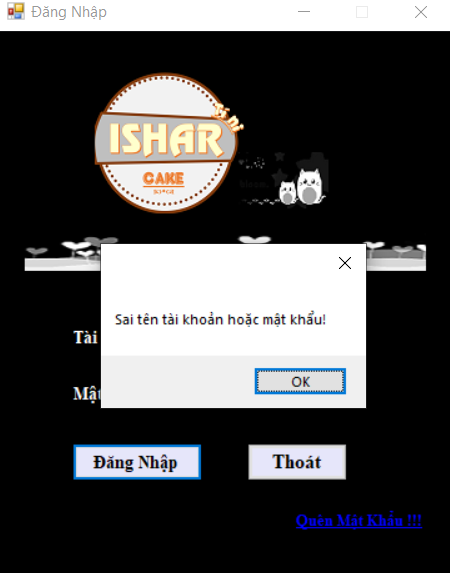 Đăng Nhập
ISHAR
CAKE
Sai tên tài khoản hoặc mật khẩu!
OK
Tài
Mật
Đăng Nhập
Thoát
Quên Mật Khẩu !!!